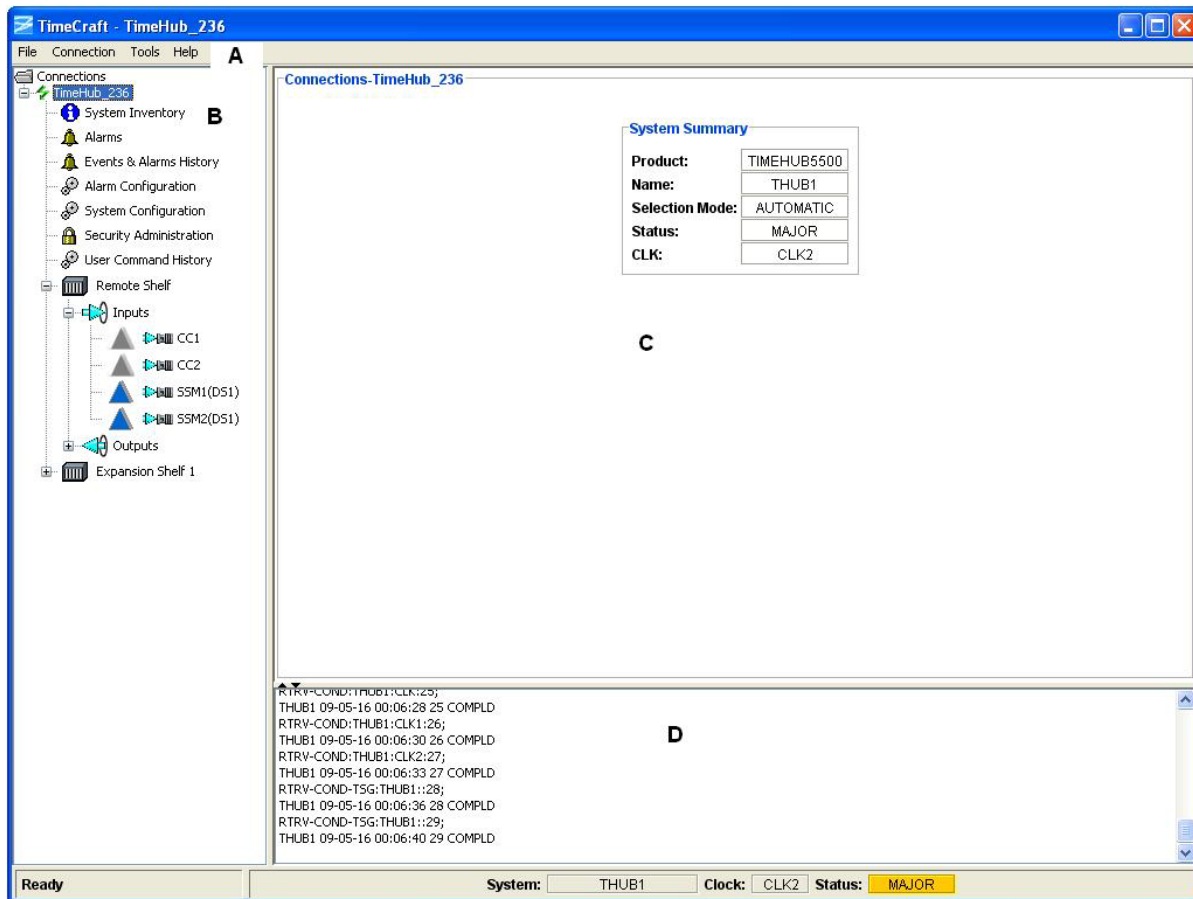 TimeCraft - TimeHub_236
File Connection Tools Help A
Connections
TimeHub_236
System Inventory B
Alarms
Events & Alarms History
Alarm Configuration
System Configuration
Security Administration
User Command History
Remote Shelf
Inputs
CC1
CC2
SSM1(DS1)
SSM2(DS1)
Outputs
Expansion Shelf 1
Connections-TimeHub_236
System Summary
Product: TIMEHUB5500
Name: THUB1
Selection Mode: AUTOMATIC
Status: MAJOR
CLK: CLK2
C
RTRV-COND:THUB1:CLK:25;
THUB1 09-05-16 00:06:28 25 COMPLD
RTRV-COND:THUB1:CLK1:26;
THUB1 09-05-16 00:06:30 26 COMPLD
D
RTRV-COND:THUB1:CLK2:27;
THUB1 09-05-16 00:06:33 27 COMPLD
RTRV-COND-TSG:THUB1::28;
THUB1 09-05-16 00:06:36 28 COMPLD
RTRV-COND-TSG:THUB1::29;
THUB1 09-05-16 00:06:40 29 COMPLD
Ready System: THUB1 Clock: CLK2 Status: MAJOR